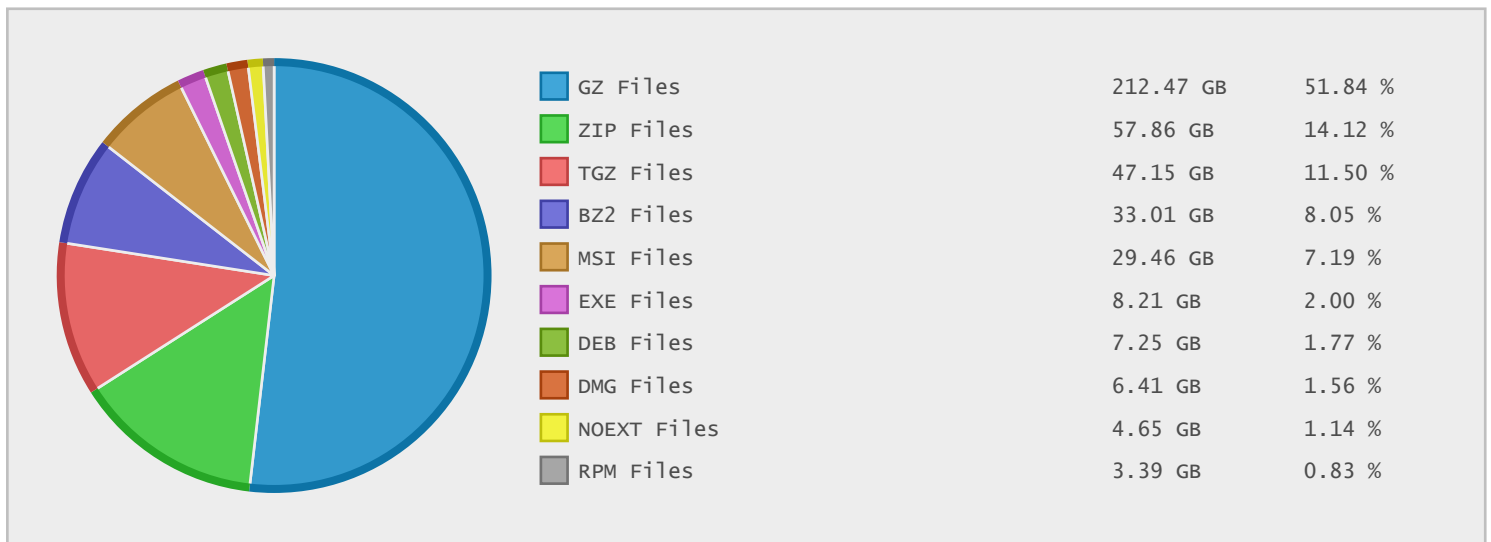 GZ Files 212.47 GB 51.84 %
ZIP Files 57.86 GB 14.12 %
TGZ Files 47.15 GB 11.50 %
BZ2 Files 33.01 GB 8.05 %
MSI Files 29.46 GB 7.19 %
EXE Files 8.21 GB 2.00 %
DEB Files 7.25 GB 1.77 %
DMG Files 6.41 GB 1.56 %
NOEXT Files 4.65 GB 1.14 %
RPM Files 3.39 GB 0.83 %